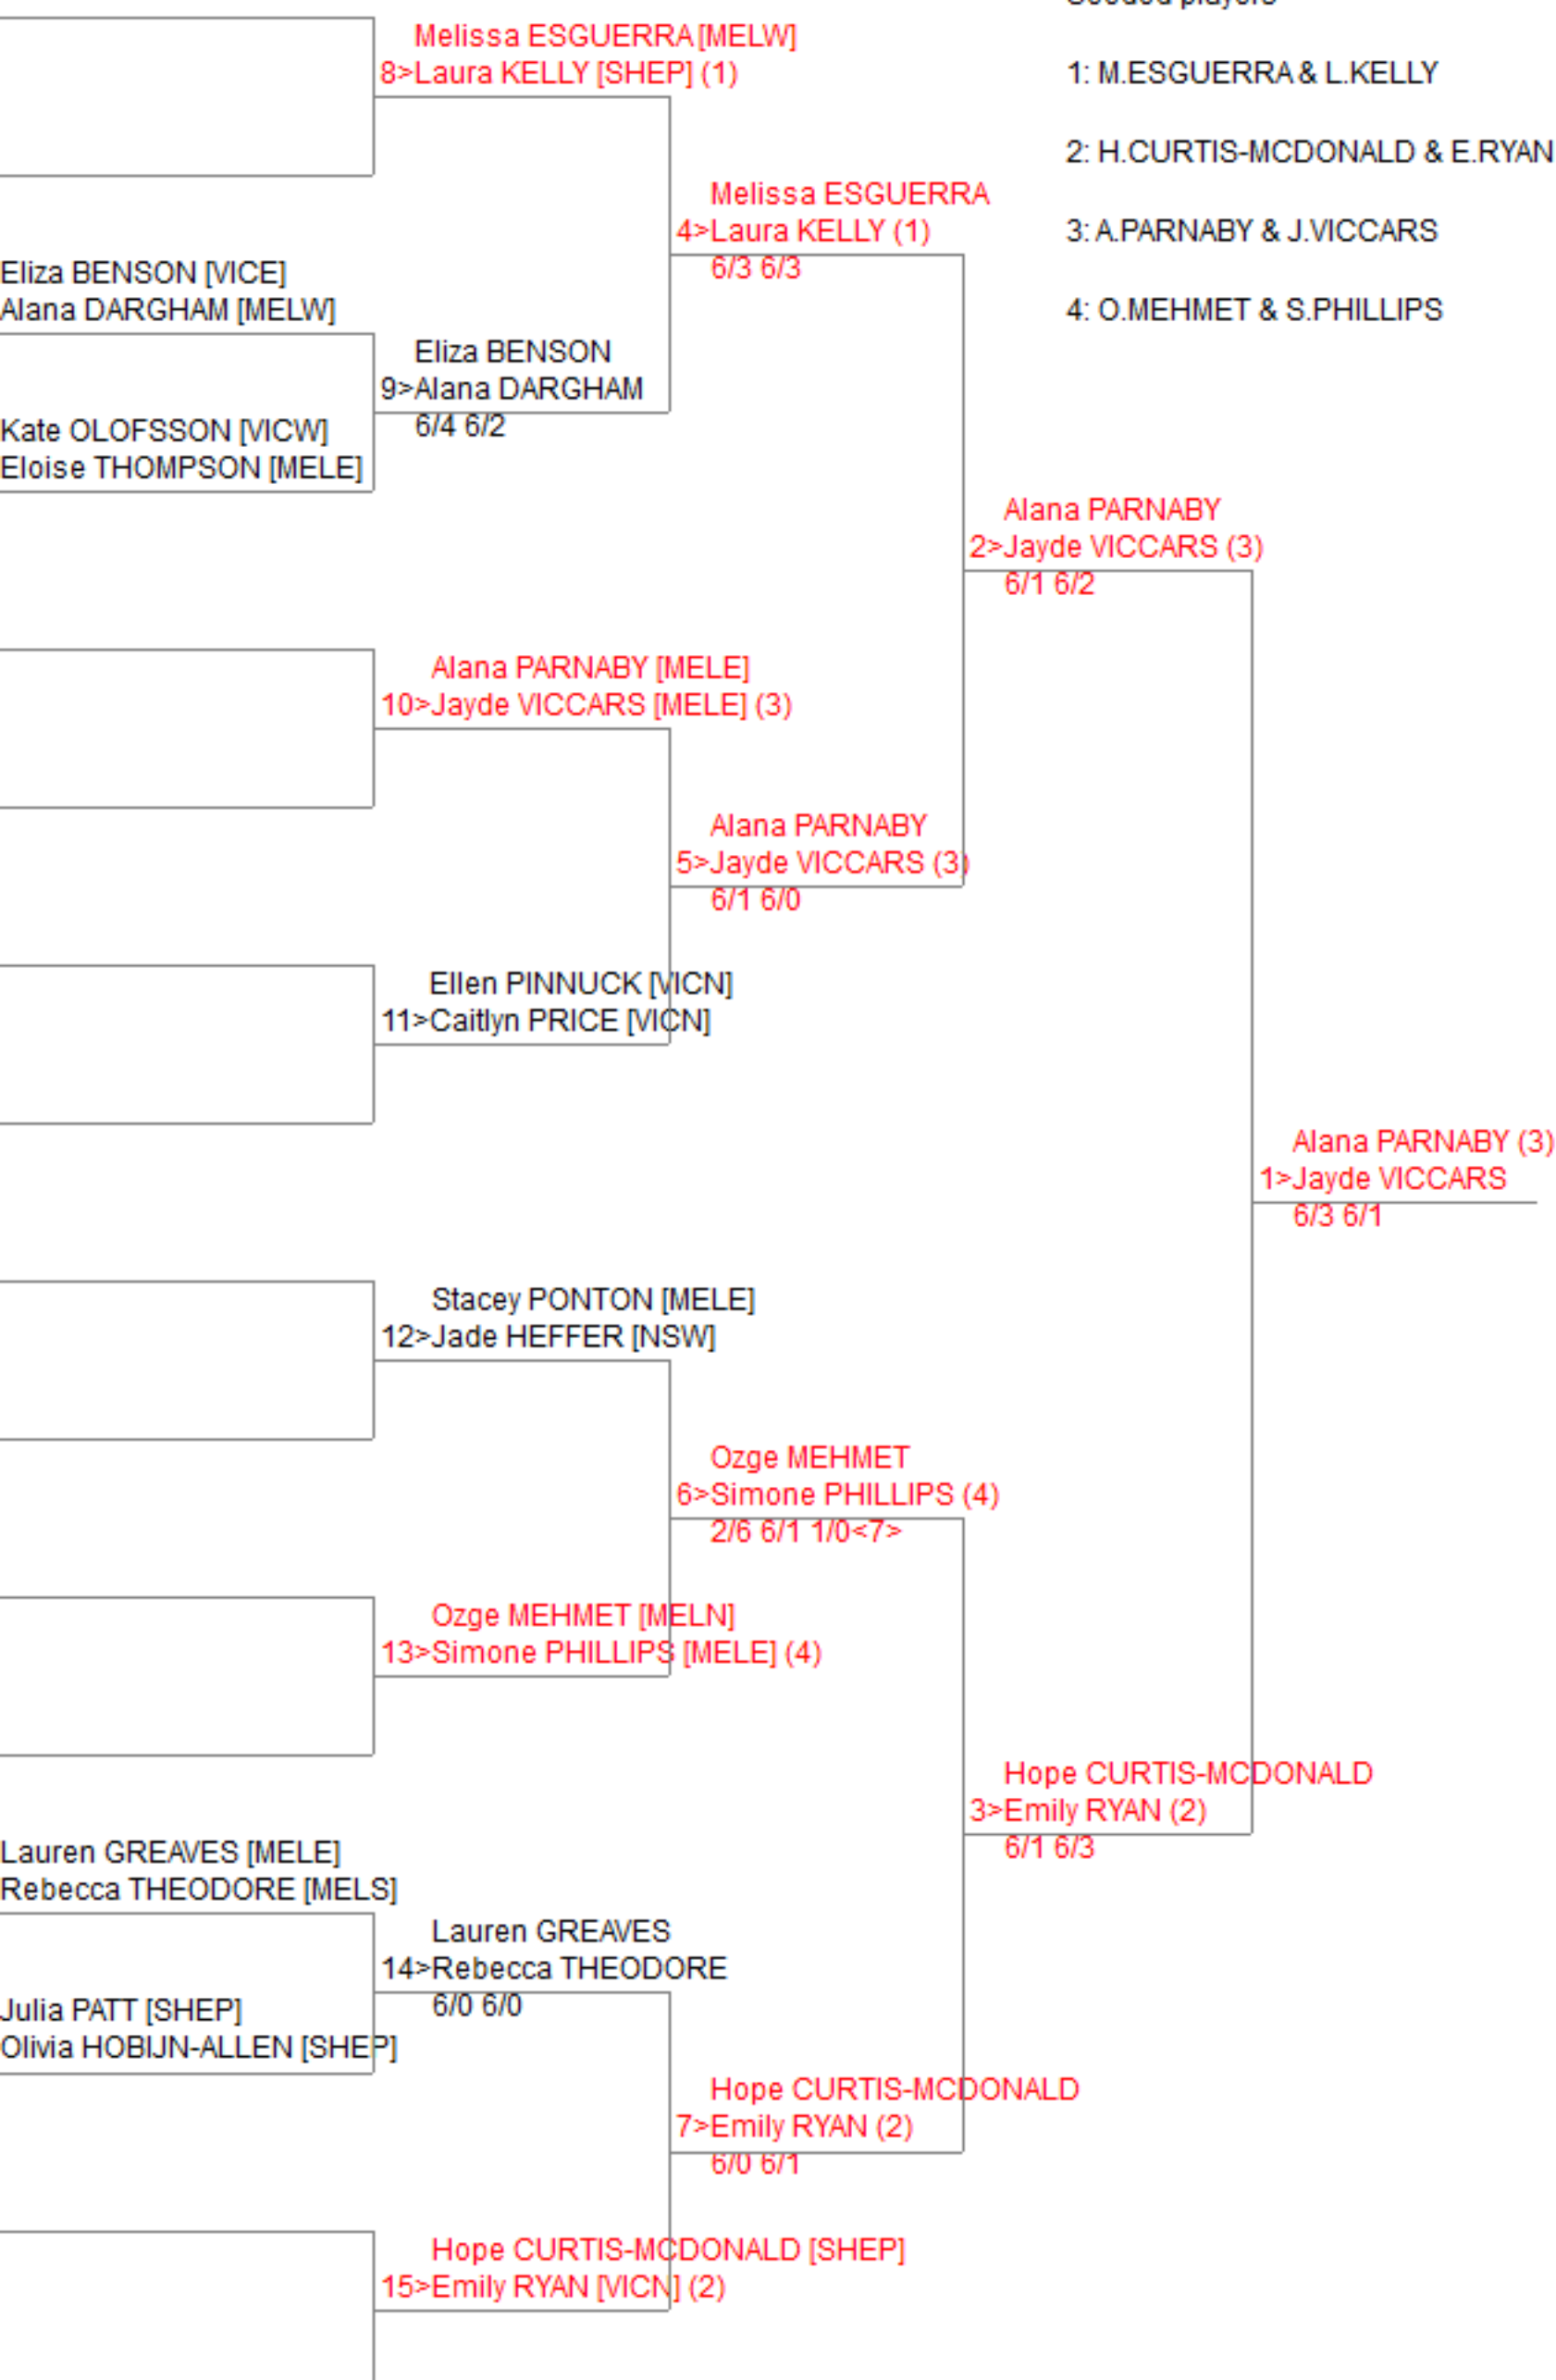 Seeded players
Melissa ESGUERRA [MELW]
8>Laura KELLY [SHEP] (1)
1: M.ESGUERRA & L.KELLY
2: H.CURTIS-MCDONALD & E.RYAN
Melissa ESGUERRA
4>Laura KELLY (1)
6/3 6/3
3: A.PARNABY & J.VICCARS
4: O.MEHMET & S.PHILLIPS
Eliza BENSON [VICE]
Alana DARGHAM [MELW]
Eliza BENSON
9>Alana DARGHAM
6/4 6/2
Kate OLOFSSON [VICW]
Eloise THOMPSON [MELE]
Alana PARNABY
2>Jayde VICCARS (3)
6/1 6/2
Alana PARNABY [MELE]
10>Jayde VICCARS [MELE] (3)
Alana PARNABY
5>Jayde VICCARS (3)
6/1 6/0
Ellen PINNUCK [VICN]
11>Caitlyn PRICE [VICN]
Alana PARNABY (3)
1>Jayde VICCARS
6/3 6/1
Stacey PONTON [MELE]
12>Jade HEFFER [NSW]
Ozge MEHMET
6>Simone PHILLIPS (4)
2/6 6/1 1/0<7>
Ozge MEHMET [MELN]
13>Simone PHILLIPS [MELE] (4)
Hope CURTIS-MCDONALD
3>Emily RYAN (2)
6/1 6/3
Lauren GREAVES [MELE]
Rebecca THEODORE [MELS]
Lauren GREAVES
14>Rebecca THEODORE
6/0 6/0
Julia PATT [SHEP]
Olivia HOBIJN-ALLEN [SHEP]
Hope CURTIS-MCDONALD
7>Emily RYAN (2)
6/0 6/1
Hope CURTIS-MCDONALD [SHEP]
15>Emily RYAN [VICN] (2)